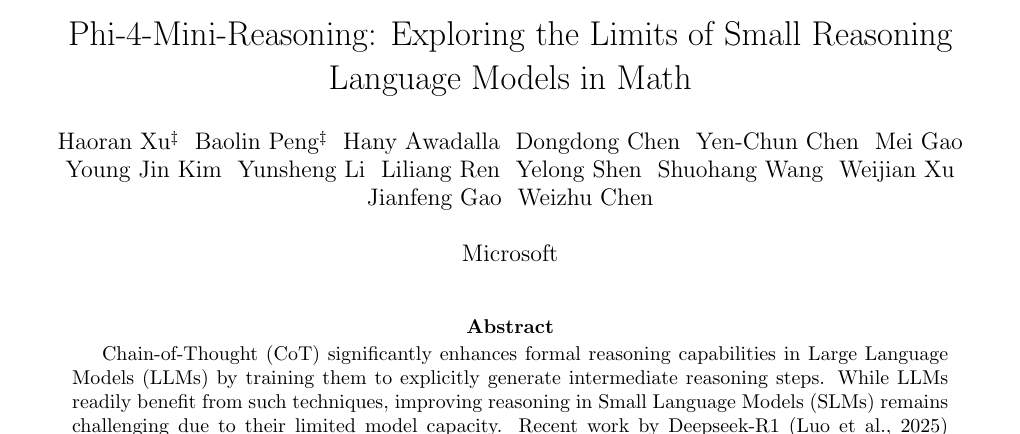 Phi-4-Mini-Reasoning: Exploring the Limits of Small Reasoning
Language Models in Math
Haoran Xu‡ Baolin Peng‡ Hany Awadalla Dongdong Chen Yen-Chun Chen Mei Gao
Young Jin Kim Yunsheng Li Liliang Ren Yelong Shen Shuohang Wang Weijian Xu
Jianfeng Gao Weizhu Chen
Microsoft
Abstract
Chain-of-Thought (CoT) significantly enhances formal reasoning capabilities in Large Language
Models (LLMs) by training them to explicitly generate intermediate reasoning steps. While LLMs
readily benefit from such techniques, improving reasoning in Small Language Models (SLMs) remains
challenging due to their limited model capacity. Recent work by Deepseek-R1 (Luo et al., 2025)